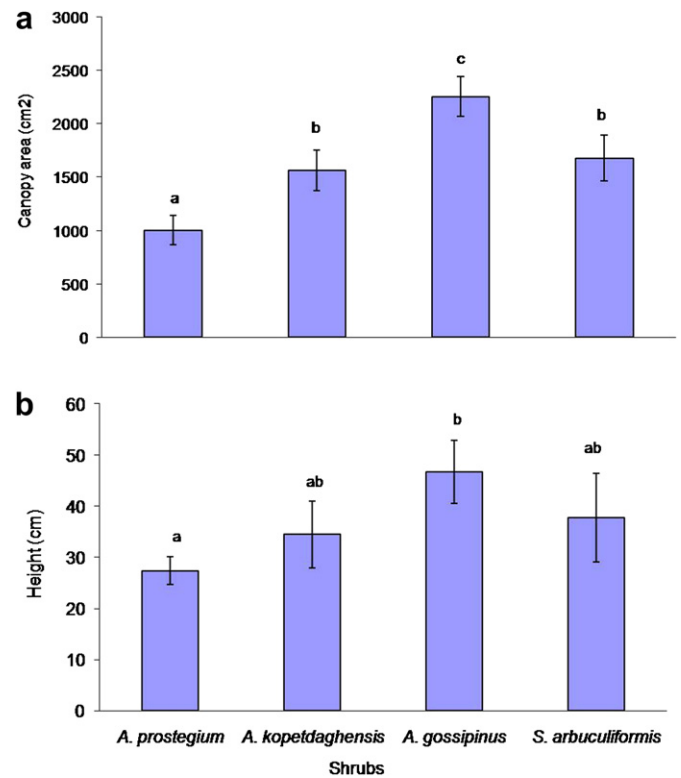 a
3000
2500
2000
1500
1000
500
0
Canopy area (cm2)
a
b
c
b
b
60
50
40
30
20
10
0
Height (cm)
a
ab
b
ab
A. prostegium A. kopetdaghensis A. gossipinus S. arbuculiformis
Shrubs